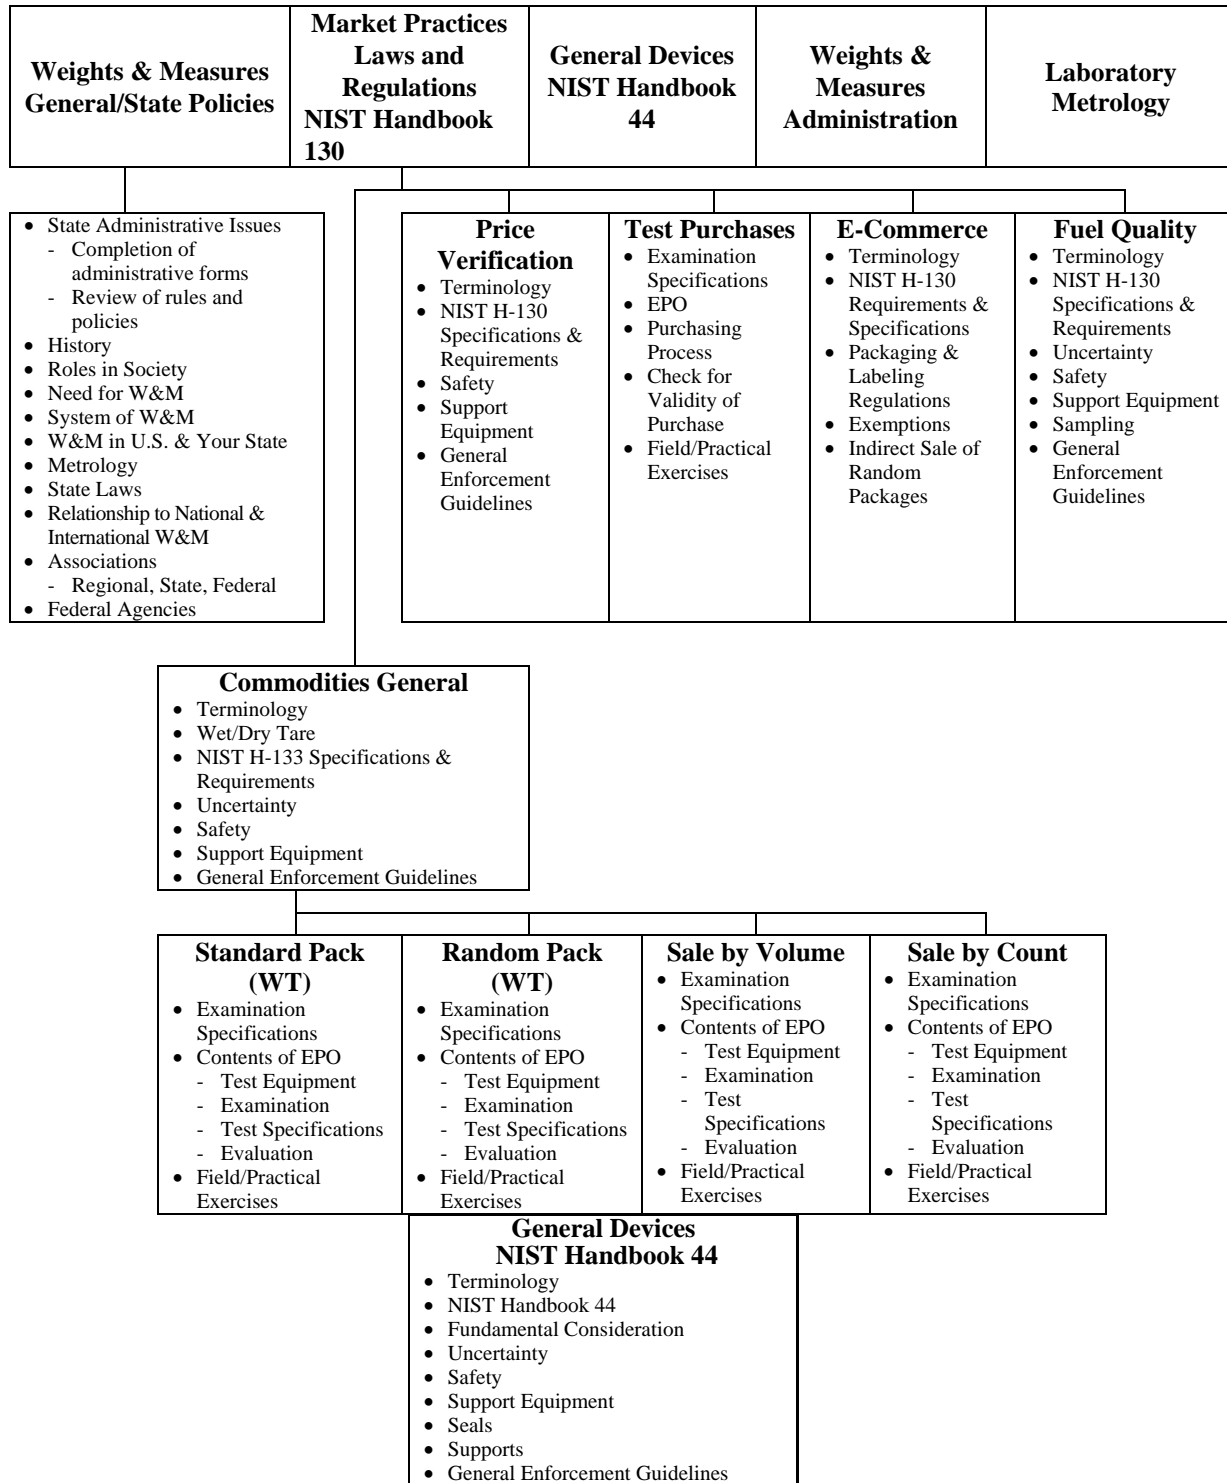 Weights & Measures
General/State Policies
Market Practices
Laws and
Regulations
NIST Handbook
130
General Devices
NIST Handbook
44
Weights &
Measures
Administration
Laboratory
Metrology
• State Administrative Issues
- Completion of
administrative forms
- Review of rules and
policies
• History
• Roles in Society
• Need for W&M
• System of W&M
• W&M in U.S. & Your State
• Metrology
• State Laws
• Relationship to National &
International W&M
• Associations
- Regional, State, Federal
• Federal Agencies
Price
Verification
• Terminology
• NIST H-130
Specifications &
Requirements
• Safety
• Support
Equipment
• General
Enforcement
Guidelines
Test Purchases
• Examination
Specifications
• EPO
• Purchasing
Process
• Check for
Validity of
Purchase
• Field/Practical
Exercises
E-Commerce
• Terminology
• NIST H-130
Requirements &
Specifications
• Packaging &
Labeling
Regulations
• Exemptions
• Indirect Sale of
Random
Packages
Fuel Quality
• Terminology
• NIST H-130
Specifications &
Requirements
• Uncertainty
• Safety
• Support Equipment
• Sampling
• General
Enforcement
Guidelines
Commodities General
• Terminology
• Wet/Dry Tare
• NIST H-133 Specifications &
Requirements
• Uncertainty
• Safety
• Support Equipment
• General Enforcement Guidelines
Standard Pack
(WT)
• Examination
Specifications
• Contents of EPO
- Test Equipment
- Examination
- Test Specifications
- Evaluation
• Field/Practical
Exercises
Random Pack
(WT)
• Examination
Specifications
• Contents of EPO
- Test Equipment
- Examination
- Test Specifications
- Evaluation
• Field/Practical
Exercises
Sale by Volume
• Examination
Specifications
• Contents of EPO
- Test Equipment
- Examination
- Test
Specifications
- Evaluation
• Field/Practical
Exercises
Sale by Count
• Examination
Specifications
• Contents of EPO
- Test Equipment
- Examination
- Test
Specifications
- Evaluation
• Field/Practical
Exercises
General Devices
NIST Handbook 44
• Terminology
• NIST Handbook 44
• Fundamental Consideration
• Uncertainty
• Safety
• Support Equipment
• Seals
• Supports
• General Enforcement Guidelines